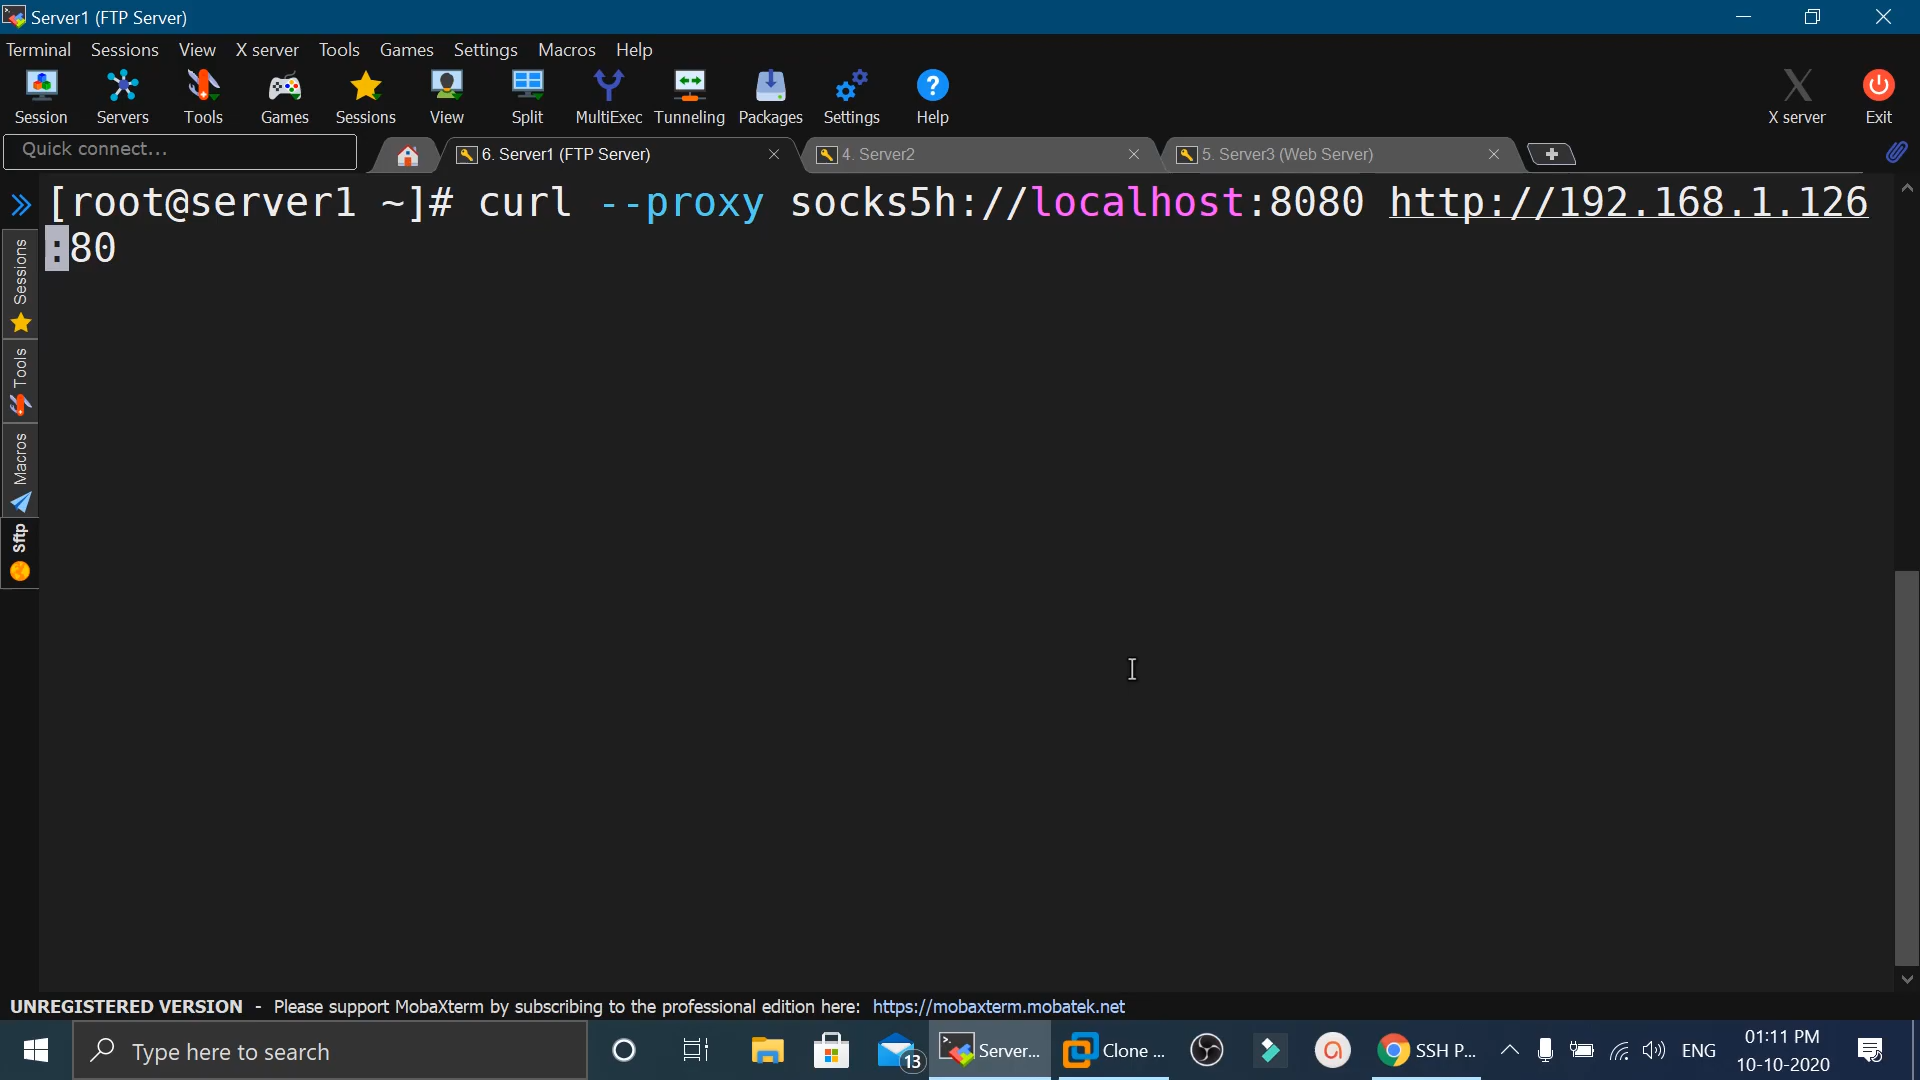 Server1 (FTP Server)
Terminal Sessions View X server Tools Games Settings Macros Help
Session Servers Tools Games Sessions View Split MultiExec Tunneling Packages Settings Help X server Exit
Quick connect...
6. Server1 (FTP Server)
4. Server2
5. Server3 (Web Server)
[root@server1 ~]# curl --proxy socks5h://localhost:8080 http://192.168.1.126
:80
Sessions
Tools
Macros
Sftp
UNREGISTERED VERSION - Please support MobaXterm by subscribing to the professional edition here: https://mobaxterm.mobatek.net
Type here to search
13
Server...
Clone ...
SSH P...
ENG
01:11 PM
10-10-2020